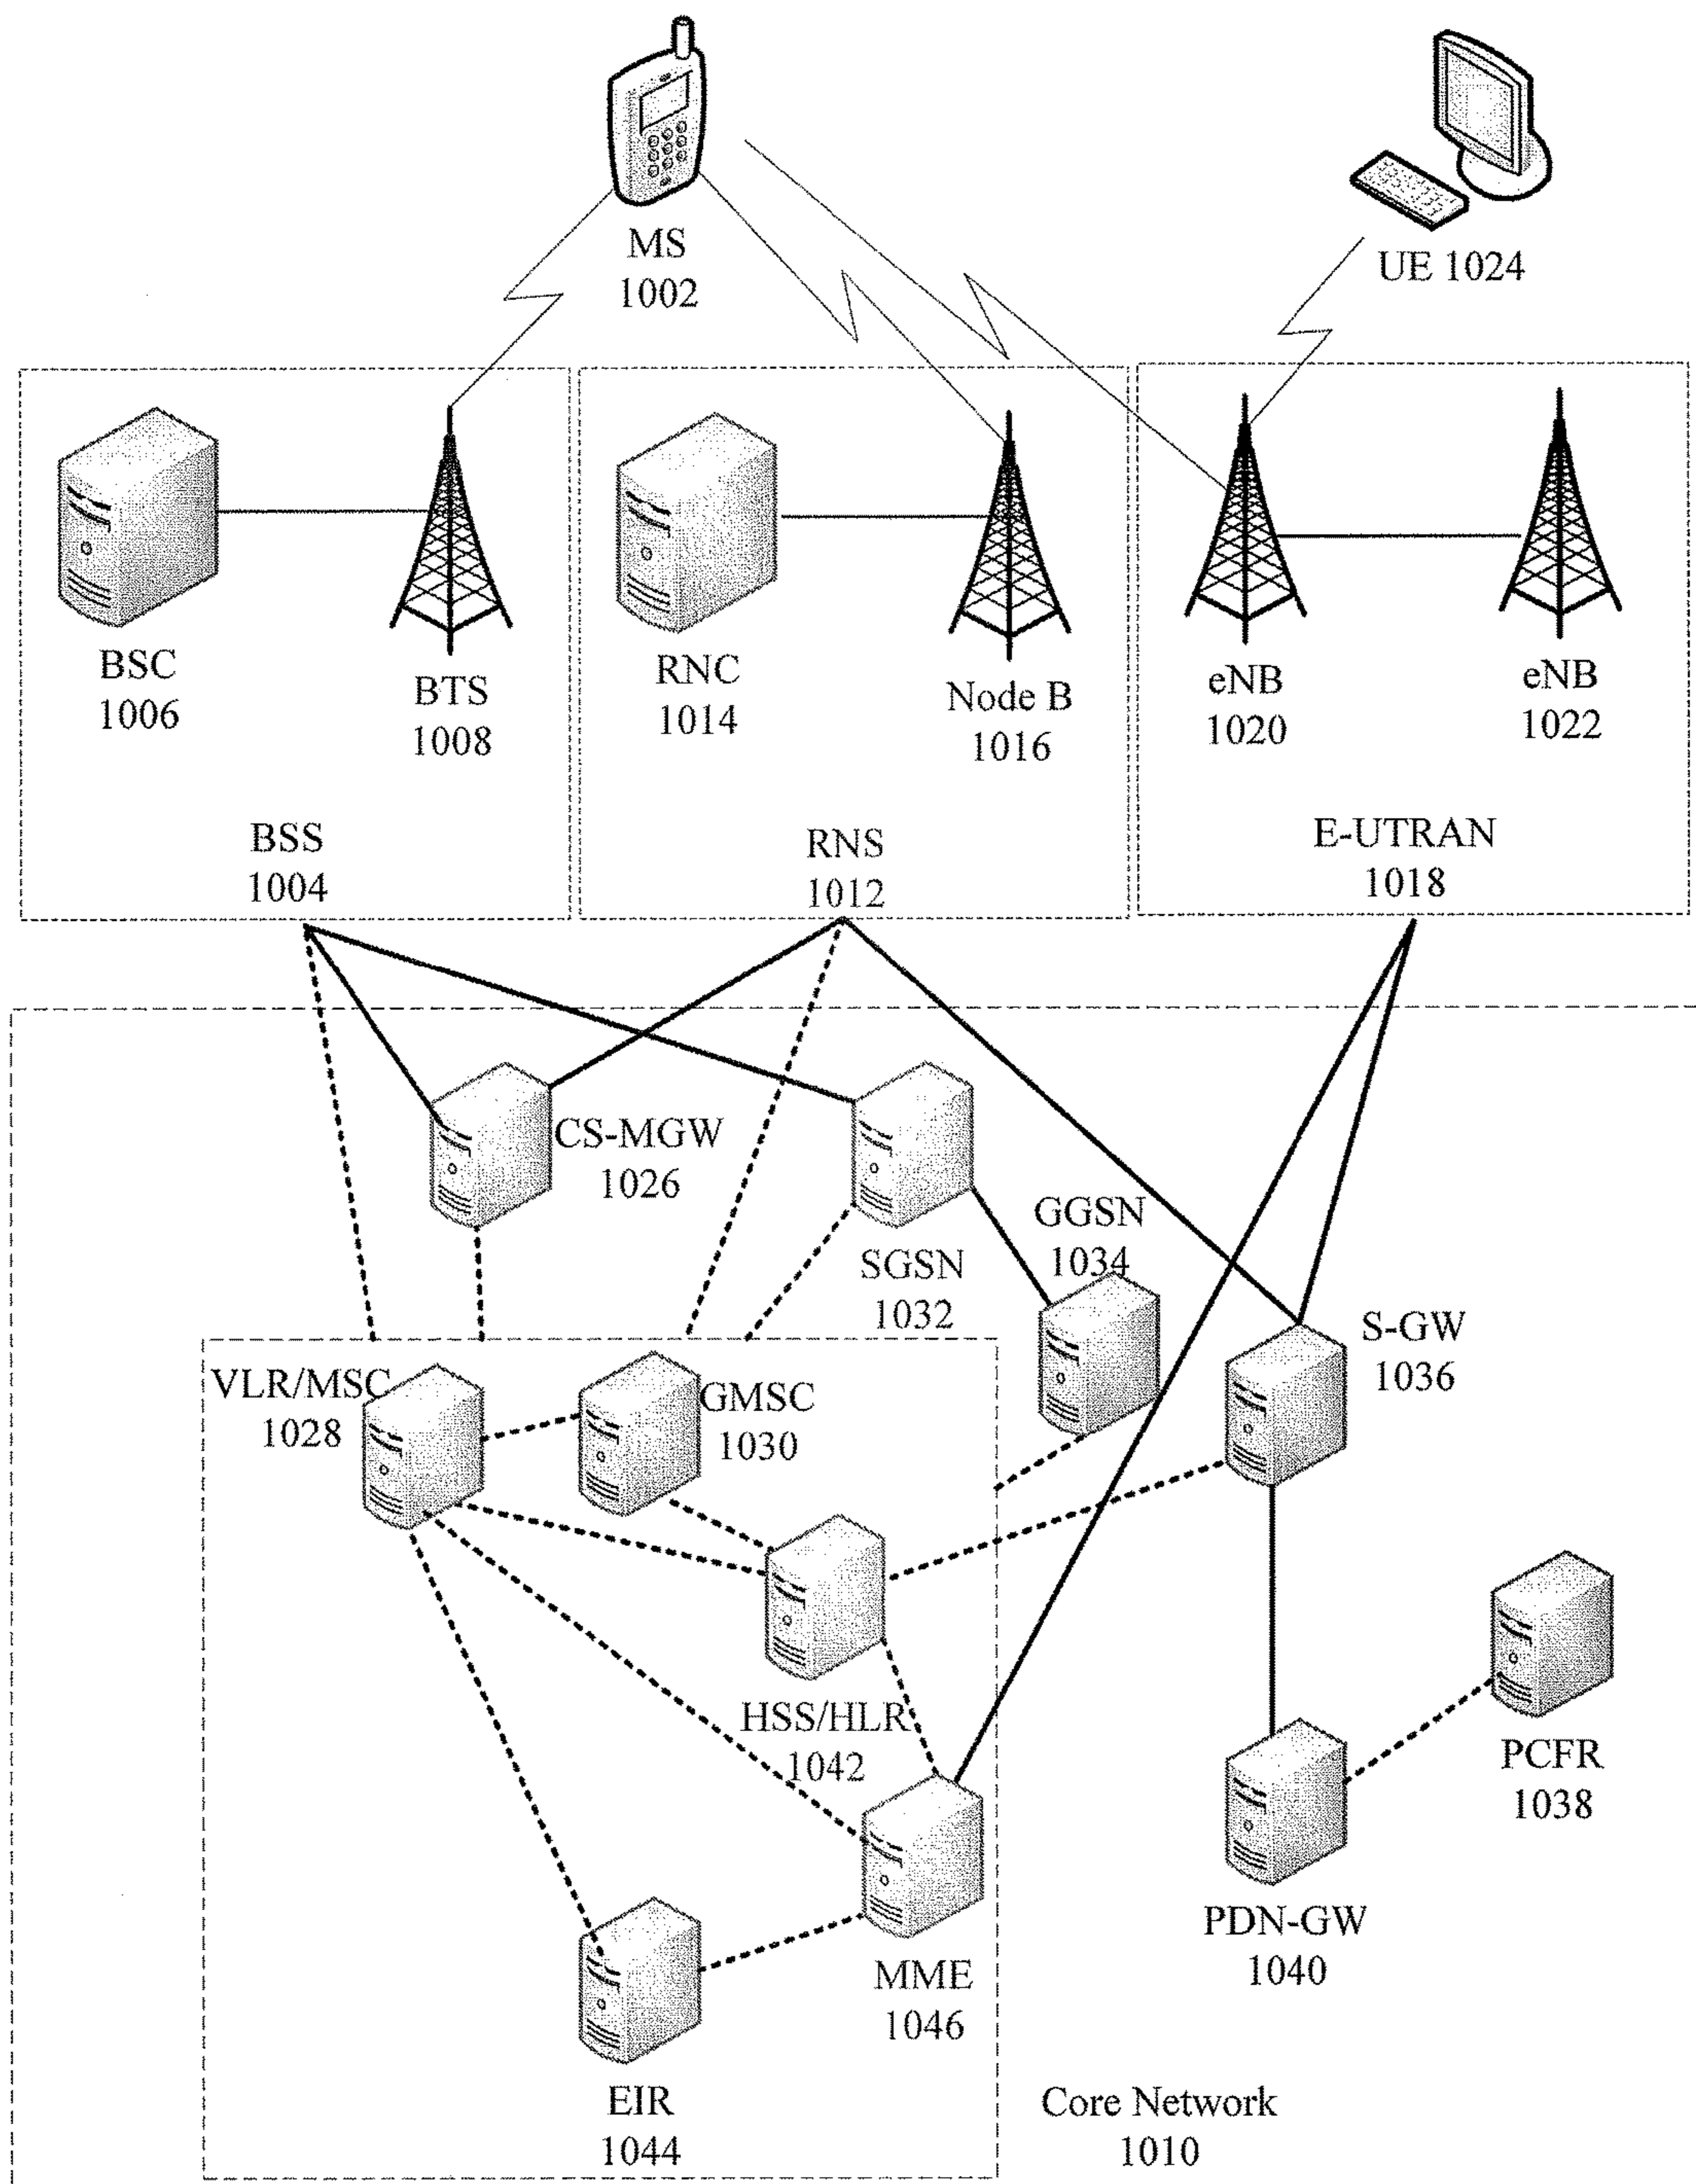 MS
1002
UE 1024
BSC
1006
BTS
1008
BSS
1004
RNC
1014
Node B
1016
RNS
1012
eNB
1020
eNB
1022
E-UTRAN
1018
CS-MGW
1026
SGSN
1032
GGSN
1034
S-GW
1036
VLR/MSC
1028
GMSC
1030
HSS/HLR
1042
PCFR
1038
PDN-GW
1040
MME
1046
EIR
1044
Core Network
1010